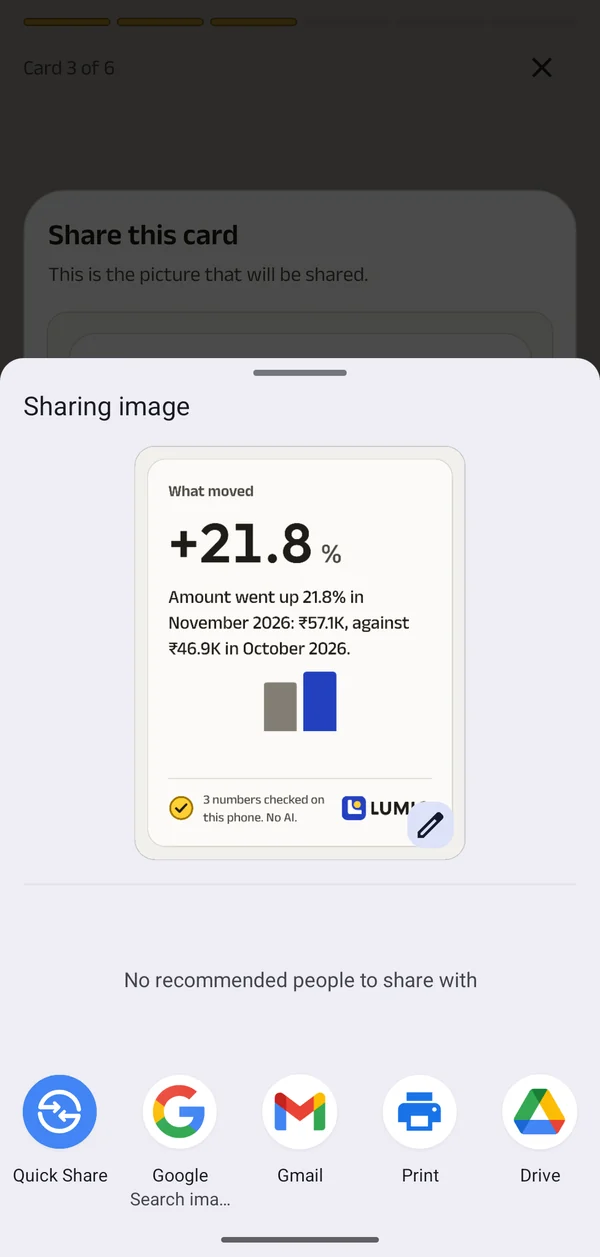 Card 3 of 6
Share this card
This is the picture that will be shared.
Sharing image
What moved
+21.8 %
Amount went up 21.8% in
November 2026: ₹57.1K, against
₹46.9K in October 2026.
3 numbers checked on
this phone. No AI.
No recommended people to share with
Quick Share
Google
Search ima...
Gmail
Print
Drive